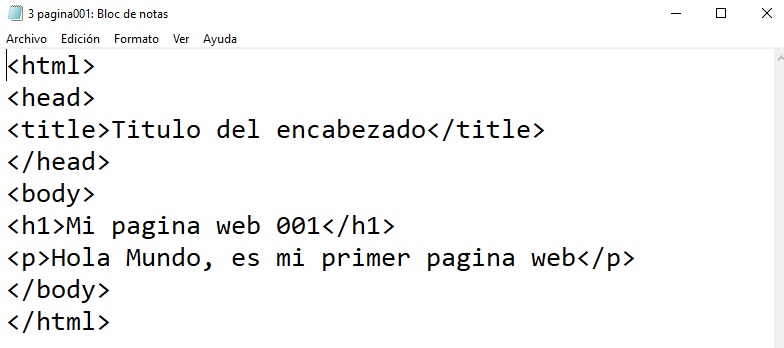 3 pagina001: Bloc de notas
Archivo Edición Formato Ver Ayuda
<html>
<head>
<title>Titulo del encabezado</title>
</head>
<body>
<h1>Mi pagina web 001</h1>
<p>Hola Mundo, es mi primer pagina web</p>
</body>
</html>